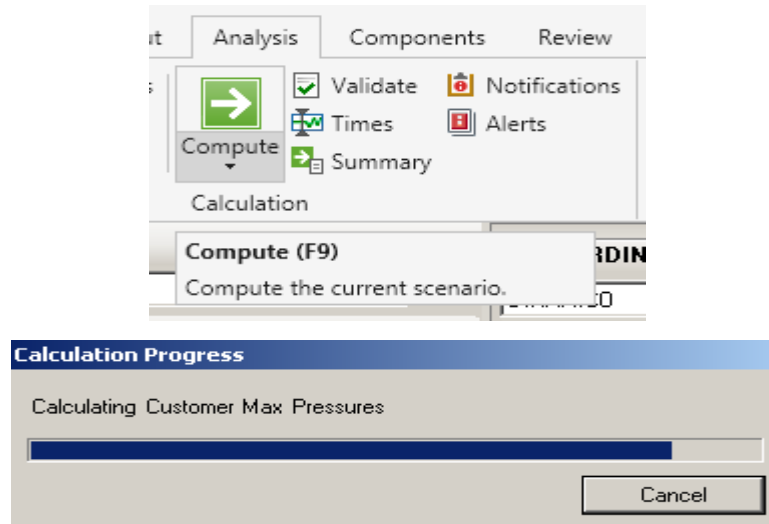 Analysis Components Review
Validate Notifications
Times Alerts
Compute
Summary
Calculation
Compute (F9)
Compute the current scenario.
Calculation Progress
Calculating Customer Max Pressures
Cancel